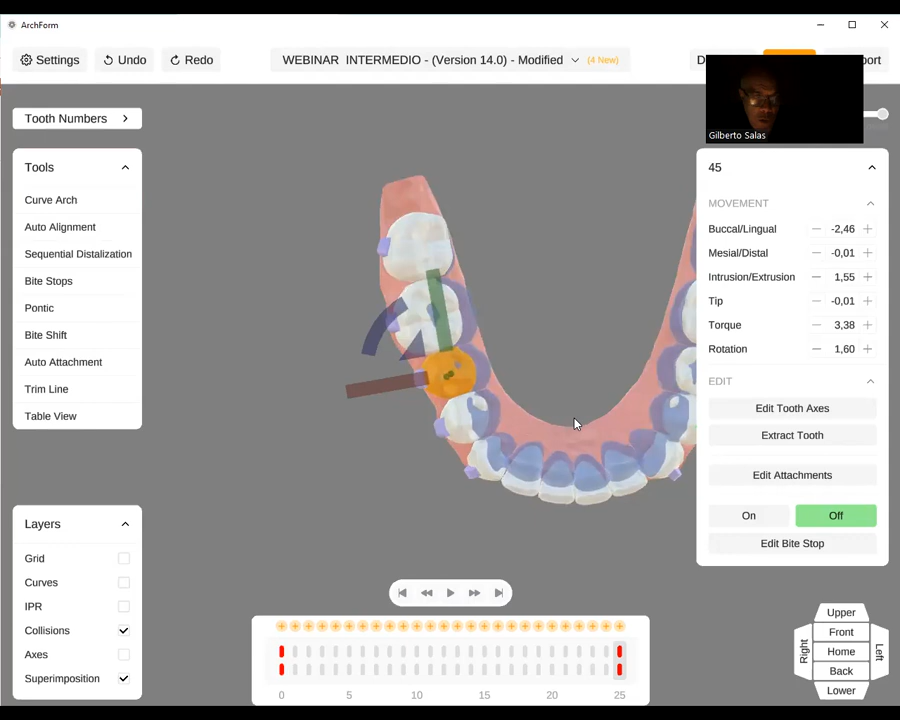 ArchForm
Settings
Undo
Redo
WEBINAR INTERMEDIO - (Version 14.0) - Modified
(4 New)
Gilberto Salas
Tooth Numbers
Tools
Curve Arch
Auto Alignment
Sequential Distalization
Bite Stops
Pontic
Bite Shift
Auto Attachment
Trim Line
Table View
Layers
Grid
Curves
IPR
Collisions
Axes
Superimposition
45
MOVEMENT
Buccal/Lingual -2,46
Mesial/Distal -0,01
Intrusion/Extrusion 1,55
Tip -0,01
Torque 3,38
Rotation 1,60
EDIT
Edit Tooth Axes
Extract Tooth
Edit Attachments
On Off
Edit Bite Stop
0 5 10 15 20 25
Upper
Front
Right Home Left
Back
Lower